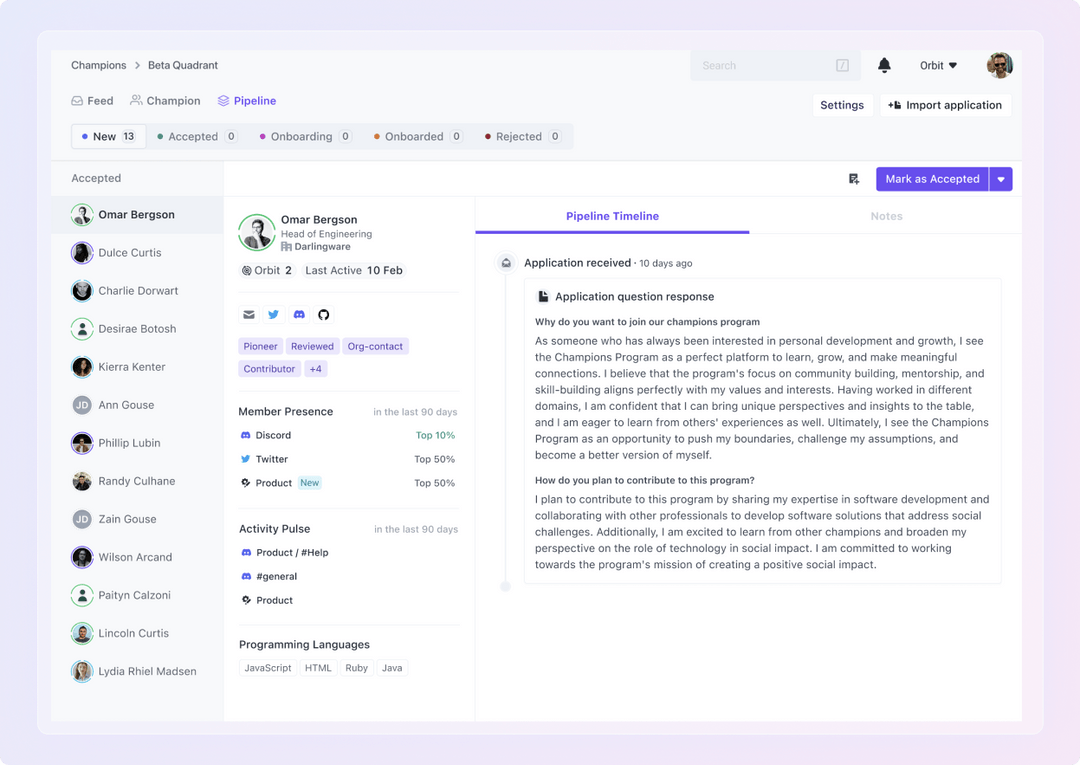 Champions > Beta Quadrant
Search /
Orbit
Feed Champion Pipeline
Settings
Import application
New 13 Accepted 0 Onboarding 0 Onboarded 0 Rejected 0
Accepted
Mark as Accepted
Omar Bergson
Dulce Curtis
Charlie Dorwart
Desirae Botosh
Kierra Kenter
JD Ann Gouse
Phillip Lubin
Randy Culhane
JD Zain Gouse
Wilson Arcand
Paityn Calzoni
Lincoln Curtis
Lydia Rhiel Madsen
Omar Bergson
Head of Engineering
Darlingware
Orbit 2 Last Active 10 Feb
Pioneer Reviewed Org-contact
Contributor +4
Member Presence in the last 90 days
Discord Top 10%
Twitter Top 50%
Product New Top 50%
Activity Pulse in the last 90 days
Product / #Help
#general
Product
Programming Languages
JavaScript HTML Ruby Java
Pipeline Timeline
Notes
Application received · 10 days ago
Application question response
Why do you want to join our champions program
As someone who has always been interested in personal development and growth, I see
the Champions Program as a perfect platform to learn, grow, and make meaningful
connections. I believe that the program's focus on community building, mentorship, and
skill-building aligns perfectly with my values and interests. Having worked in different
domains, I am confident that I can bring unique perspectives and insights to the table,
and I am eager to learn from others' experiences as well. Ultimately, I see the Champions
Program as an opportunity to push my boundaries, challenge my assumptions, and
become a better version of myself.
How do you plan to contribute to this program?
I plan to contribute to this program by sharing my expertise in software development and
collaborating with other professionals to develop software solutions that address social
challenges. Additionally, I am excited to learn from other champions and broaden my
perspective on the role of technology in social impact. I am committed to working
towards the program's mission of creating a positive social impact.